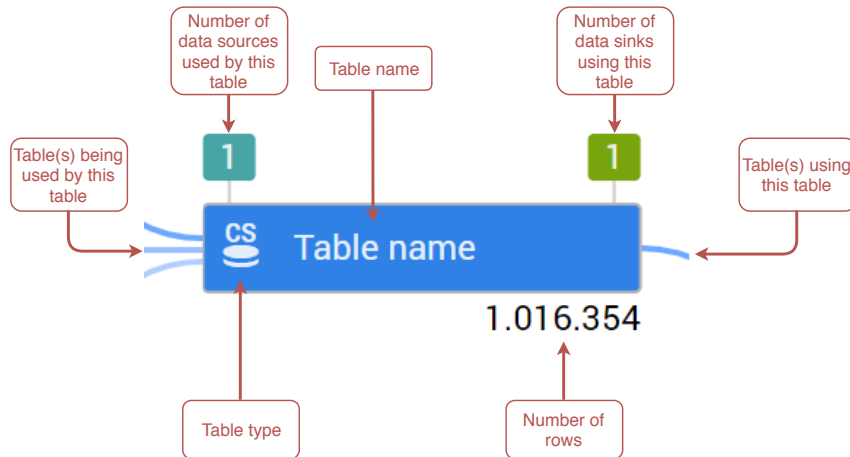 Number of
data sources
used by this
table
Table name
Number of
data sinks
using this
table
1
1
Table(s) being
used by this
table
Table(s) using
this table
CS
Table name
1.016.354
Table type
Number of
rows